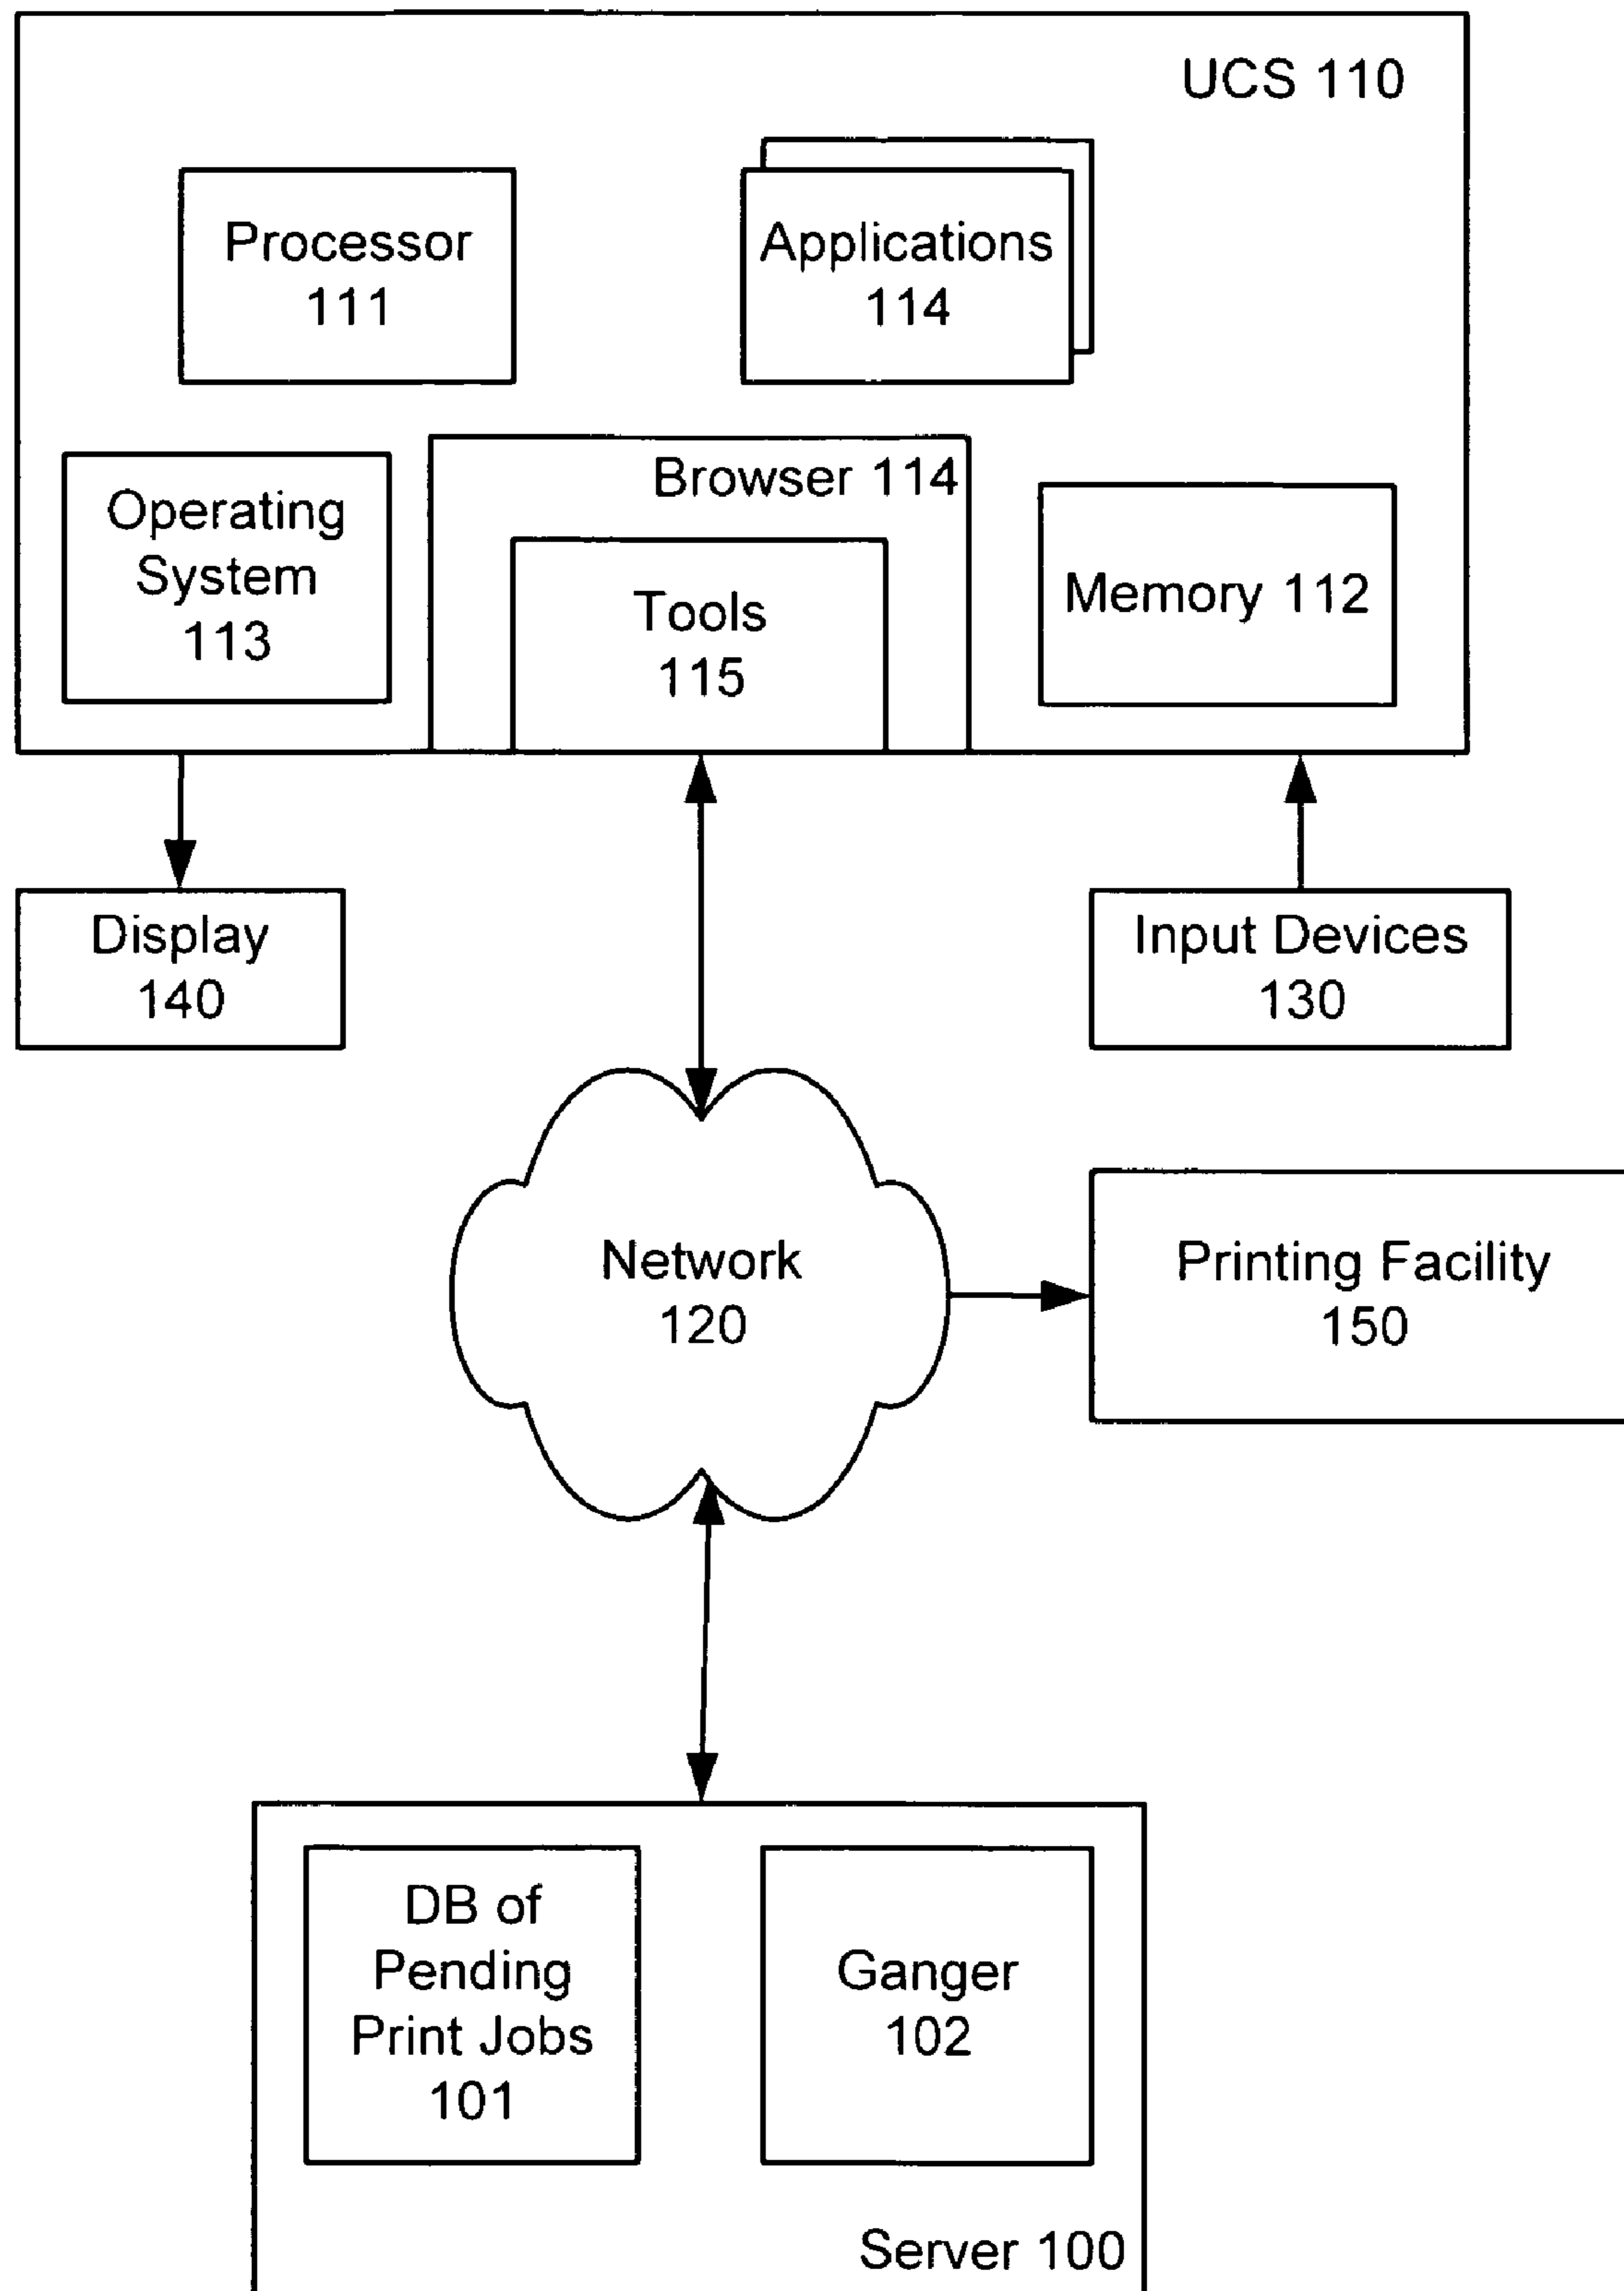 UCS 110
Processor
111
Applications
114
Operating
System
113
Browser 114
Tools
115
Memory 112
Display
140
Input Devices
130
Network
120
Printing Facility
150
DB of
Pending
Print Jobs
101
Ganger
102
Server 100